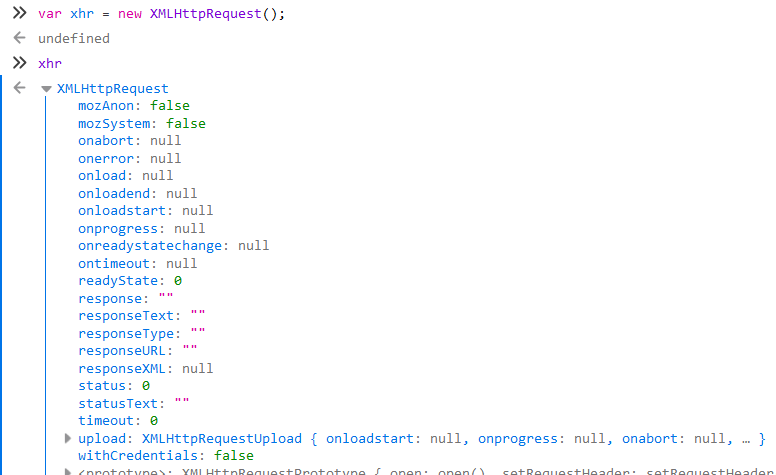 var xhr = new XMLHttpRequest();
undefined
xhr
XMLHttpRequest
mozAnon: false
mozSystem: false
onabort: null
onerror: null
onload: null
onloadend: null
onloadstart: null
onprogress: null
onreadystatechange: null
ontimeout: null
readyState: 0
response: ""
responseText: ""
responseType: ""
responseURL: ""
responseXML: null
status: 0
statusText: ""
timeout: 0
upload: XMLHttpRequestUpload { onloadstart: null, onprogress: null, onabort: null, … }
withCredentials: false
<prototype>: XMLHttpRequestPrototype { open: open(), setRequestHeader: setRequestHeader